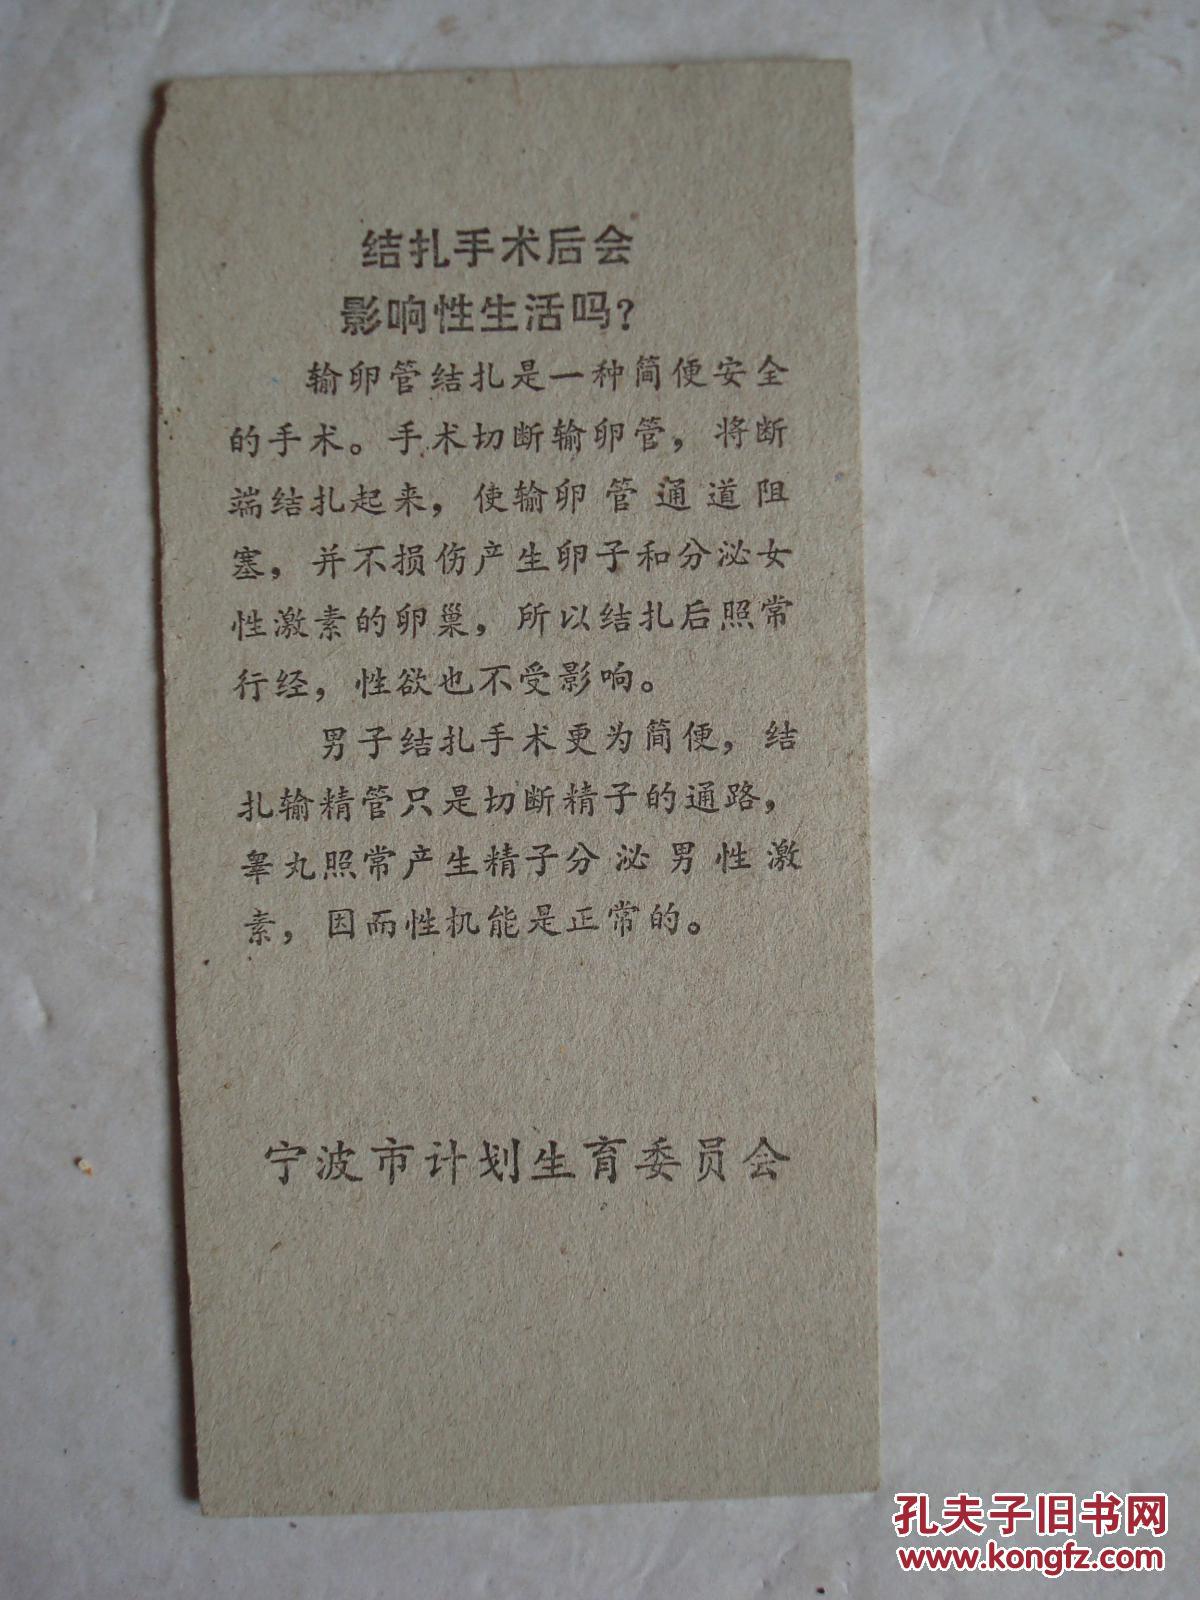 结扎手术后会
影响性生活吗？
输卵管结扎是一种简便安全
的手术。手术切断输卵管，将断
端结扎起来，使输卵管通道阻
塞，并不损伤产生卵子和分泌女
性激素的卵巢，所以结扎后照常
行经，性欲也不受影响。
男子结扎手术更为简便，结
扎输精管只是切断精子的通路，
睾丸照常产生精子分泌男性激
素，因而性机能是正常的。
宁波市计划生育委员会
孔夫子旧书网
www.kongfz.com